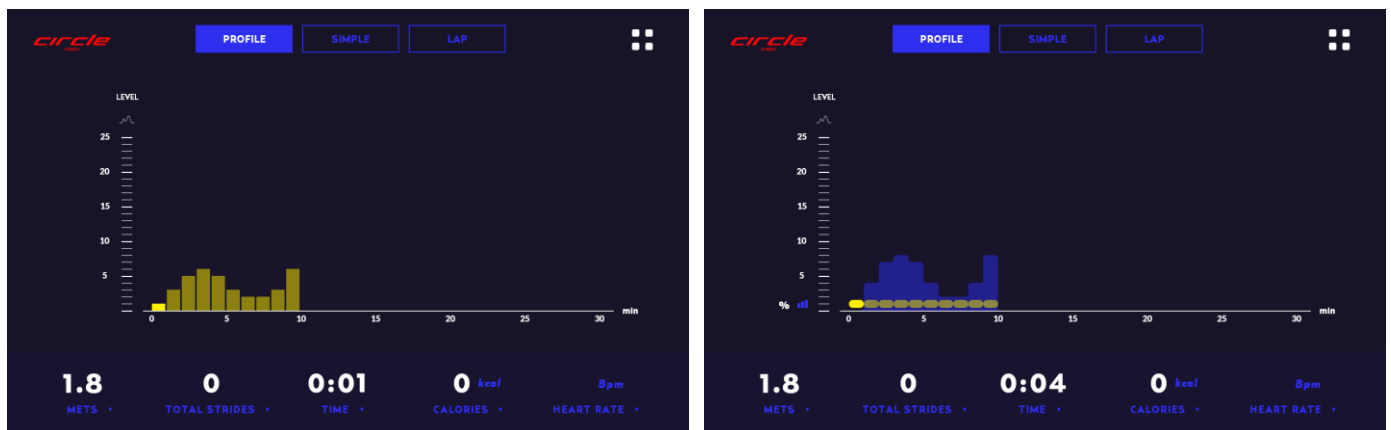 circle
PROFILE SIMPLE LAP
LEVEL
25
20
15
10
5
0 5 10 15 20 25 30 min
1.8 0 0:01 0 kcal Bpm
METS TOTAL STRIDES TIME CALORIES HEART RATE
circle
PROFILE SIMPLE LAP
LEVEL
25
20
15
10
5
%
0 5 10 15 20 25 30 min
1.8 0 0:04 0 kcal Bpm
METS TOTAL STRIDES TIME CALORIES HEART RATE